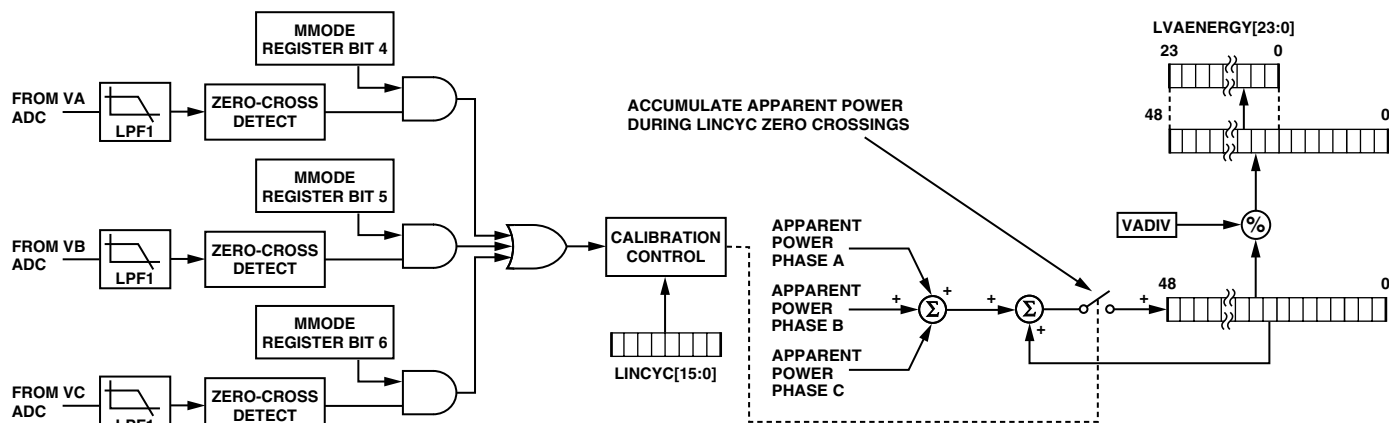 MMODE
REGISTER BIT 4
FROM VA
ADC
LPF1
ZERO-CROSS
DETECT
MMODE
REGISTER BIT 5
FROM VB
ADC
LPF1
ZERO-CROSS
DETECT
MMODE
REGISTER BIT 6
FROM VC
ADC
LPF1
ZERO-CROSS
DETECT
CALIBRATION
CONTROL
LINCYC[15:0]
ACCUMULATE APPARENT POWER
DURING LINCYC ZERO CROSSINGS
APPARENT
POWER
PHASE A
APPARENT
POWER
PHASE B
APPARENT
POWER
PHASE C
+
+
+
Σ
+
Σ
+
+
LVAENERGY[23:0]
23 0
48 0
VADIV
%
48 0